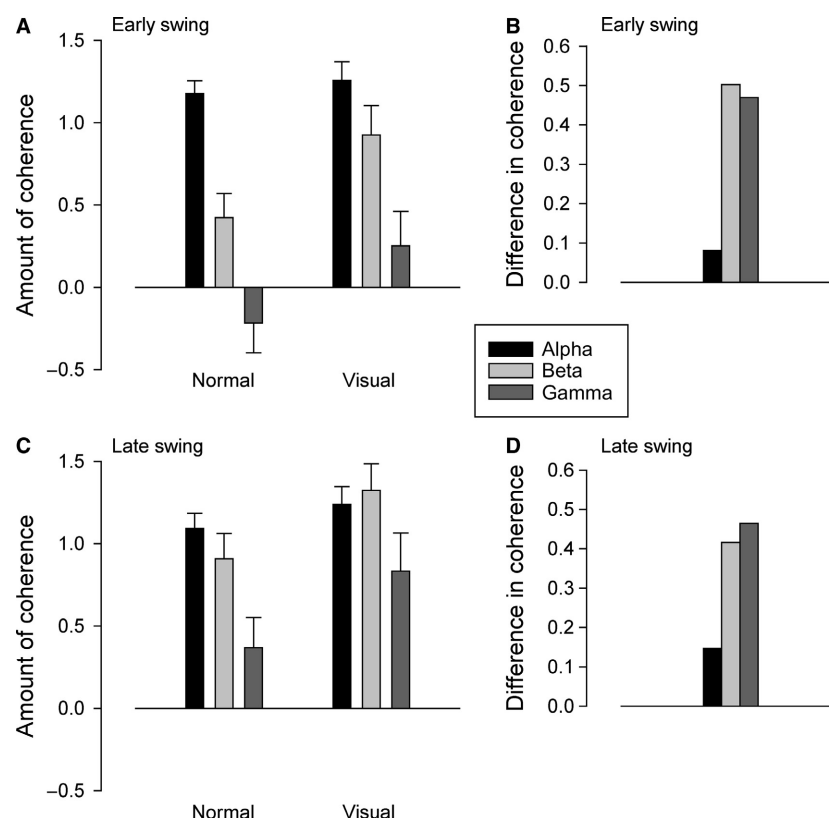 A Early swing
1.5
1.0
0.5
0.0
–0.5
Amount of coherence
Normal Visual
B Early swing
0.6
0.5
0.4
0.3
0.2
0.1
0.0
Difference in coherence
Alpha
Beta
Gamma
C Late swing
1.5
1.0
0.5
0.0
–0.5
Amount of coherence
Normal Visual
D Late swing
0.6
0.5
0.4
0.3
0.2
0.1
0.0
Difference in coherence